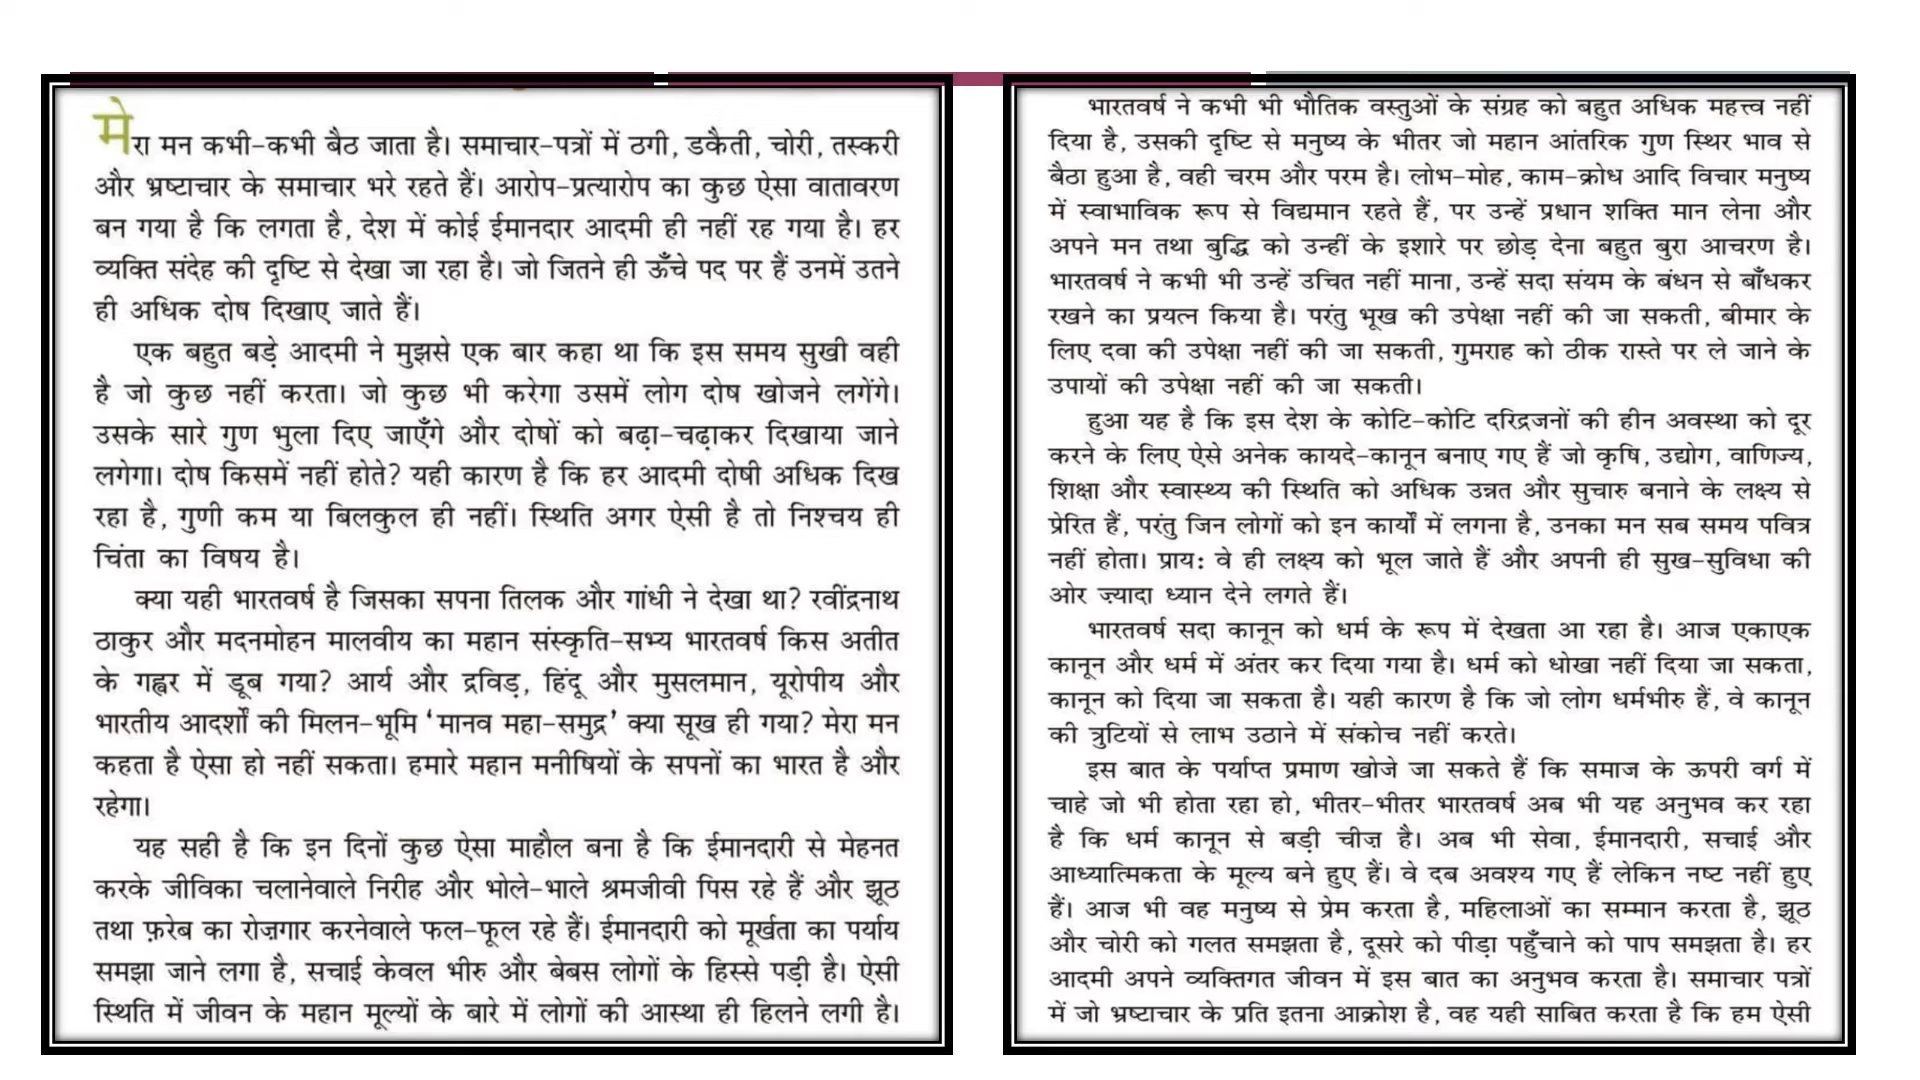 मेरा मन कभी-कभी बैठ जाता है। समाचार-पत्रों में ठगी, डकैती, चोरी, तस्करी
और भ्रष्टाचार के समाचार भरे रहते हैं। आरोप-प्रत्यारोप का कुछ ऐसा वातावरण
बन गया है कि लगता है, देश में कोई ईमानदार आदमी ही नहीं रह गया है। हर
व्यक्ति संदेह की दृष्टि से देखा जा रहा है। जो जितने ही ऊँचे पद पर हैं उनमें उतने
ही अधिक दोष दिखाए जाते हैं।
एक बहुत बड़े आदमी ने मुझसे एक बार कहा था कि इस समय सुखी वही
है जो कुछ नहीं करता। जो कुछ भी करेगा उसमें लोग दोष खोजने लगेंगे।
उसके सारे गुण भुला दिए जाएँगे और दोषों को बढ़ा-चढ़ाकर दिखाया जाने
लगेगा। दोष किसमें नहीं होते? यही कारण है कि हर आदमी दोषी अधिक दिख
रहा है, गुणी कम या बिलकुल ही नहीं। स्थिति अगर ऐसी है तो निश्चय ही
चिंता का विषय है।
क्या यही भारतवर्ष है जिसका सपना तिलक और गांधी ने देखा था? रवींद्रनाथ
ठाकुर और मदनमोहन मालवीय का महान संस्कृति-सभ्य भारतवर्ष किस अतीत
के गह्वर में डूब गया? आर्य और द्रविड़, हिंदू और मुसलमान, यूरोपीय और
भारतीय आदर्शों की मिलन-भूमि ‘मानव महा-समुद्र’ क्या सूख ही गया? मेरा मन
कहता है ऐसा हो नहीं सकता। हमारे महान मनीषियों के सपनों का भारत है और
रहेगा।
यह सही है कि इन दिनों कुछ ऐसा माहौल बना है कि ईमानदारी से मेहनत
करके जीविका चलानेवाले निरीह और भोले-भाले श्रमजीवी पिस रहे हैं और झूठ
तथा फ़रेब का रोज़गार करनेवाले फल-फूल रहे हैं। ईमानदारी को मूर्खता का पर्याय
समझा जाने लगा है, सचाई केवल भीरु और बेबस लोगों के हिस्से पड़ी है। ऐसी
स्थिति में जीवन के महान मूल्यों के बारे में लोगों की आस्था ही हिलने लगी है।
भारतवर्ष ने कभी भी भौतिक वस्तुओं के संग्रह को बहुत अधिक महत्त्व नहीं
दिया है, उसकी दृष्टि से मनुष्य के भीतर जो महान आंतरिक गुण स्थिर भाव से
बैठा हुआ है, वही चरम और परम है। लोभ-मोह, काम-क्रोध आदि विचार मनुष्य
में स्वाभाविक रूप से विद्यमान रहते हैं, पर उन्हें प्रधान शक्ति मान लेना और
अपने मन तथा बुद्धि को उन्हीं के इशारे पर छोड़ देना बहुत बुरा आचरण है।
भारतवर्ष ने कभी भी उन्हें उचित नहीं माना, उन्हें सदा संयम के बंधन से बाँधकर
रखने का प्रयत्न किया है। परंतु भूख की उपेक्षा नहीं की जा सकती, बीमार के
लिए दवा की उपेक्षा नहीं की जा सकती, गुमराह को ठीक रास्ते पर ले जाने के
उपायों की उपेक्षा नहीं की जा सकती।
हुआ यह है कि इस देश के कोटि-कोटि दरिद्रजनों की हीन अवस्था को दूर
करने के लिए ऐसे अनेक कायदे-कानून बनाए गए हैं जो कृषि, उद्योग, वाणिज्य,
शिक्षा और स्वास्थ्य की स्थिति को अधिक उन्नत और सुचारु बनाने के लक्ष्य से
प्रेरित हैं, परंतु जिन लोगों को इन कार्यों में लगना है, उनका मन सब समय पवित्र
नहीं होता। प्राय: वे ही लक्ष्य को भूल जाते हैं और अपनी ही सुख-सुविधा की
ओर ज़्यादा ध्यान देने लगते हैं।
भारतवर्ष सदा कानून को धर्म के रूप में देखता आ रहा है। आज एकाएक
कानून और धर्म में अंतर कर दिया गया है। धर्म को धोखा नहीं दिया जा सकता,
कानून को दिया जा सकता है। यही कारण है कि जो लोग धर्मभीरु हैं, वे कानून
की त्रुटियों से लाभ उठाने में संकोच नहीं करते।
इस बात के पर्याप्त प्रमाण खोजे जा सकते हैं कि समाज के ऊपरी वर्ग में
चाहे जो भी होता रहा हो, भीतर-भीतर भारतवर्ष अब भी यह अनुभव कर रहा
है कि धर्म कानून से बड़ी चीज़ है। अब भी सेवा, ईमानदारी, सचाई और
आध्यात्मिकता के मूल्य बने हुए हैं। वे दब अवश्य गए हैं लेकिन नष्ट नहीं हुए
हैं। आज भी वह मनुष्य से प्रेम करता है, महिलाओं का सम्मान करता है, झूठ
और चोरी को गलत समझता है, दूसरे को पीड़ा पहुँचाने को पाप समझता है। हर
आदमी अपने व्यक्तिगत जीवन में इस बात का अनुभव करता है। समाचार पत्रों
में जो भ्रष्टाचार के प्रति इतना आक्रोश है, वह यही साबित करता है कि हम ऐसी